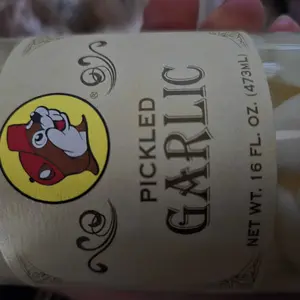 PICKLED
GARLIC
NET WT. 16 FL. OZ. (473ML)
®